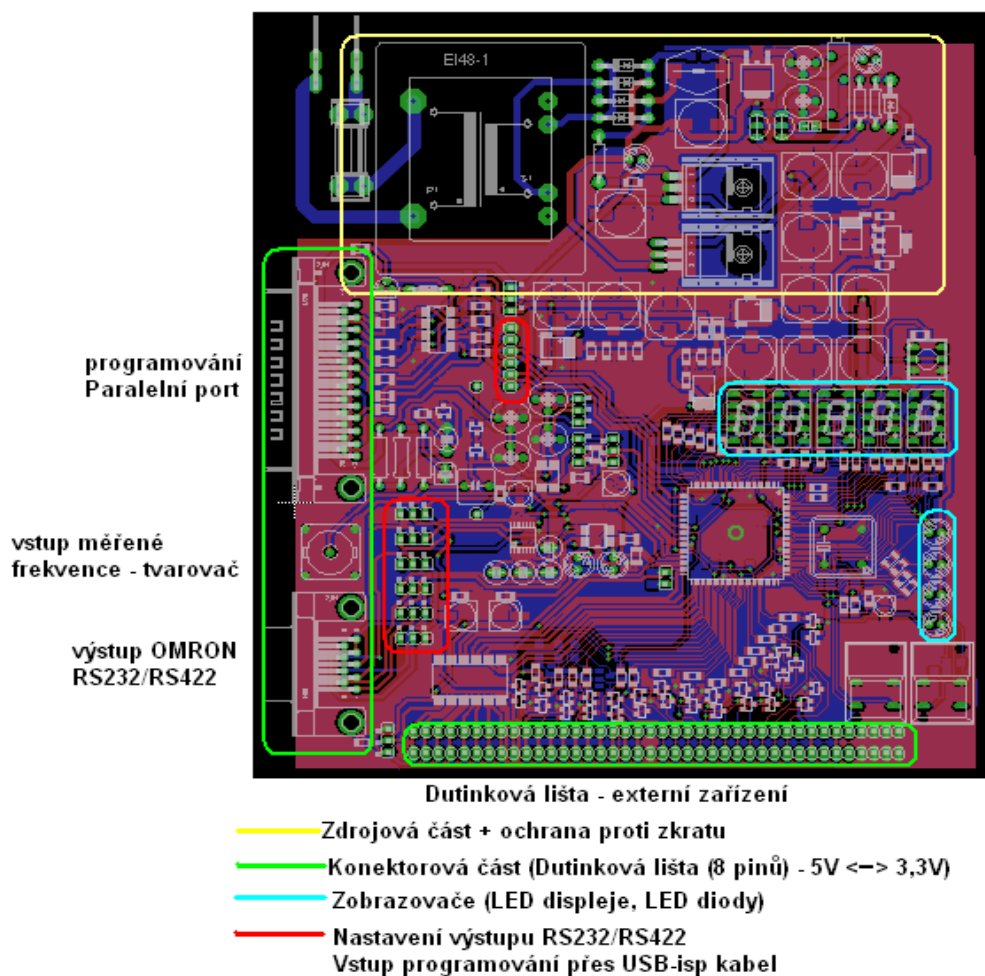 EI48-1
programování
Paralelní port
vstup měřené
frekvence - tvarovač
výstup OMRON
RS232/RS422
Dutinková lišta - externí zařízení
Zdrojová část + ochrana proti zkratu
Konektorová část (Dutinková lišta (8 pinů) - 5V <-> 3,3V)
Zobrazovače (LED displeje, LED diody)
Nastavení výstupu RS232/RS422
Vstup programování přes USB-isp kabel